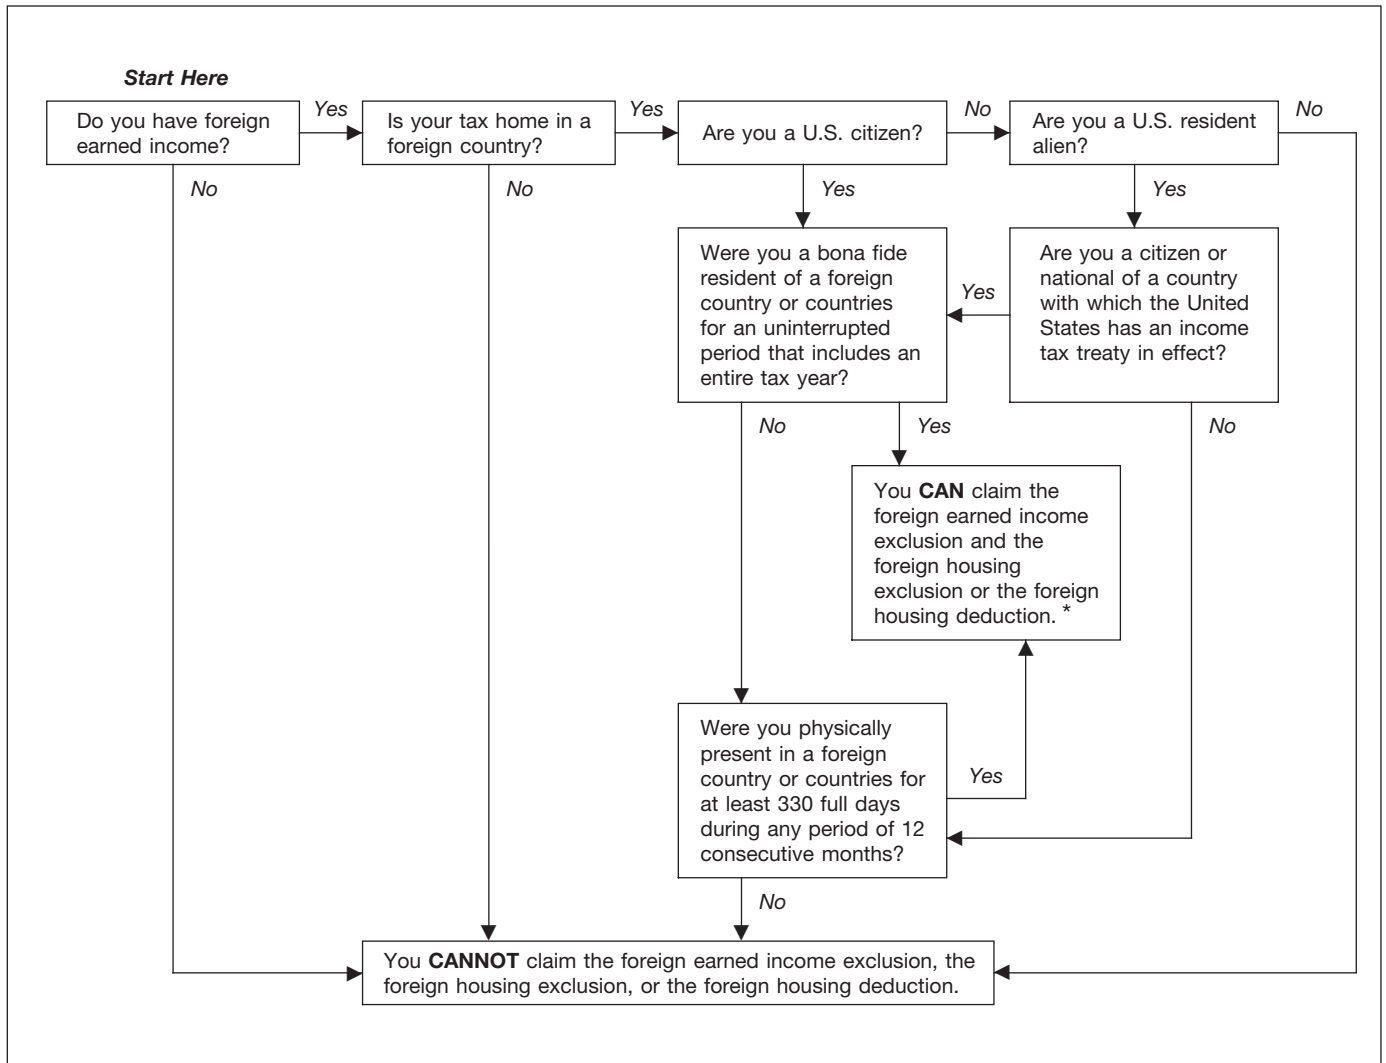 Start Here
Do you have foreign
earned income?
Yes
Is your tax home in a
foreign country?
Yes
Are you a U.S. citizen?
No
Are you a U.S. resident
alien?
No
No
No
Yes
Yes
Were you a bona fide
resident of a foreign
country or countries
for an uninterrupted
period that includes an
entire tax year?
Yes
Are you a citizen or
national of a country
with which the United
States has an income
tax treaty in effect?
No
Yes
No
You CAN claim the
foreign earned income
exclusion and the
foreign housing
exclusion or the foreign
housing deduction. *
Were you physically
present in a foreign
country or countries for
at least 330 full days
during any period of 12
consecutive months?
Yes
No
You CANNOT claim the foreign earned income exclusion, the
foreign housing exclusion, or the foreign housing deduction.